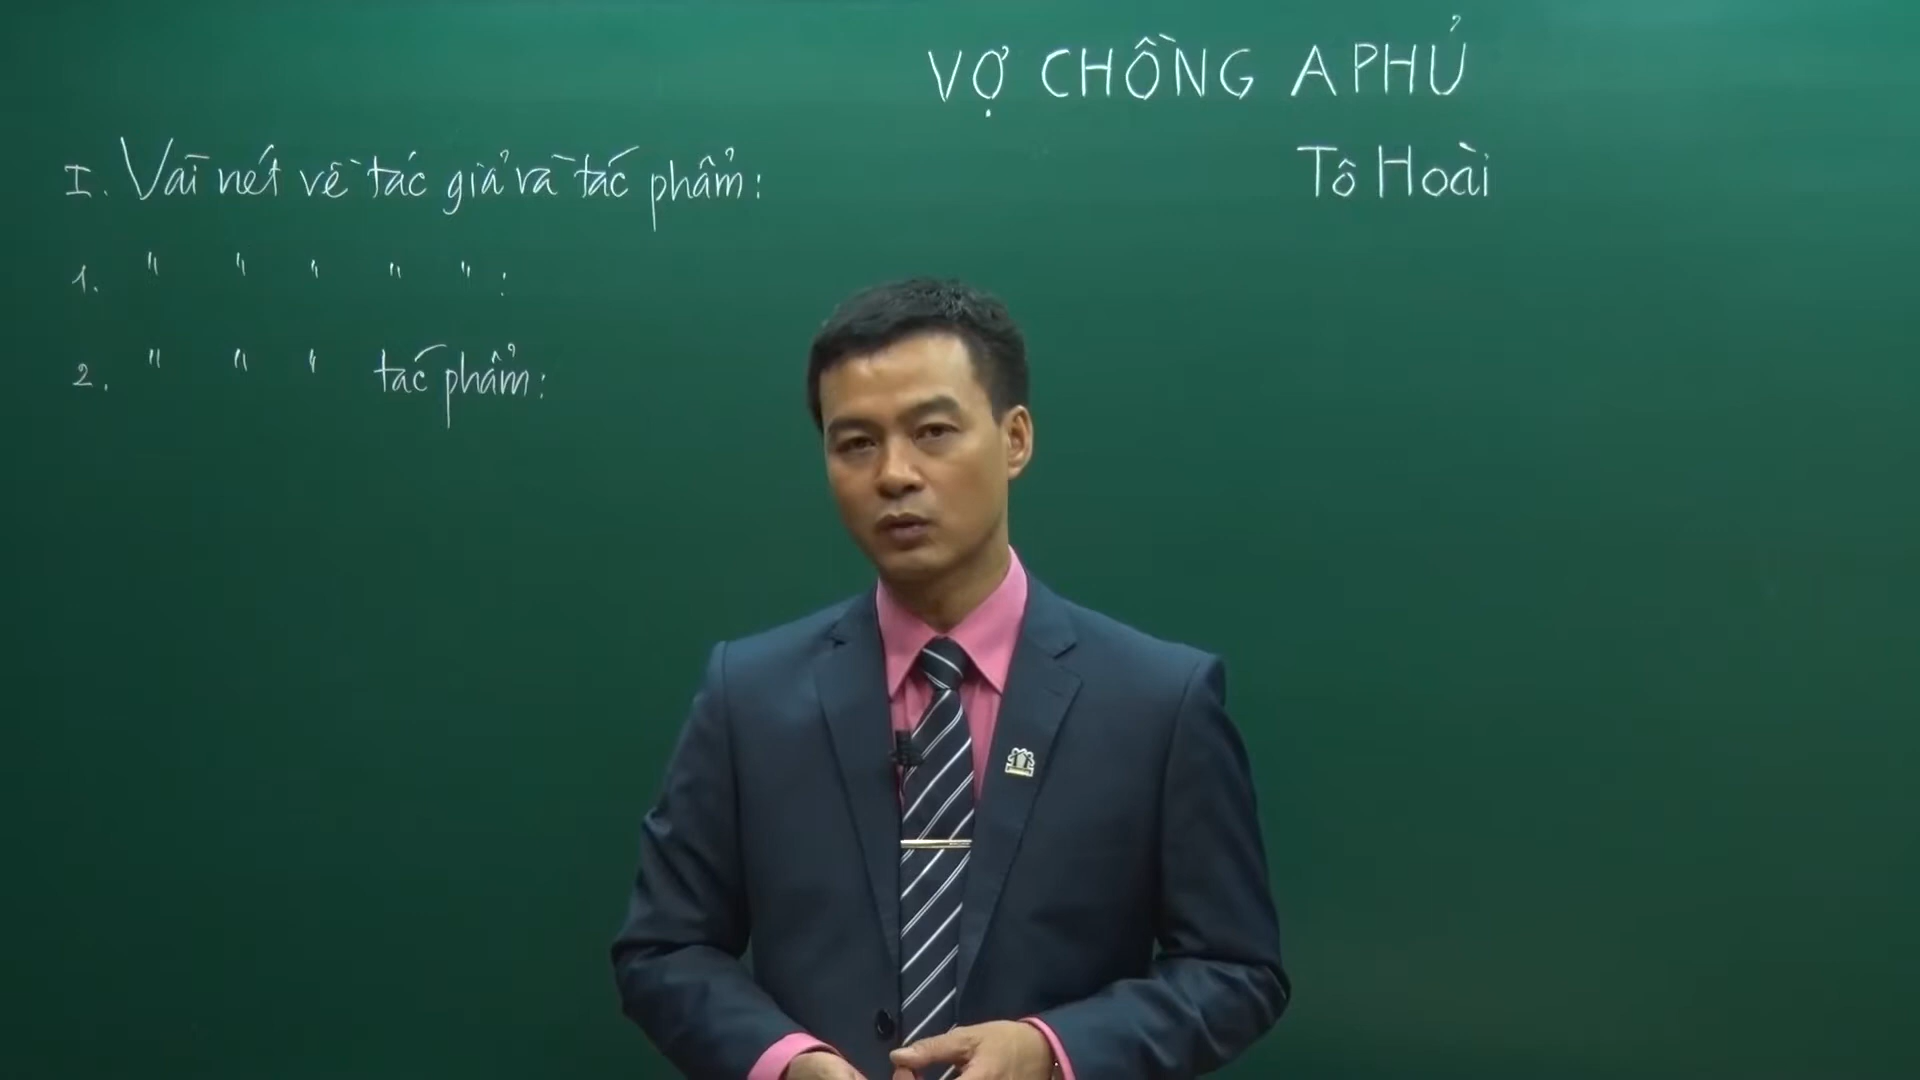 VỢ CHỒNG A PHỦ
Tô Hoài
I. Vài nét về tác giả và tác phẩm:
1. " " " " " :
2. " " " tác phẩm: